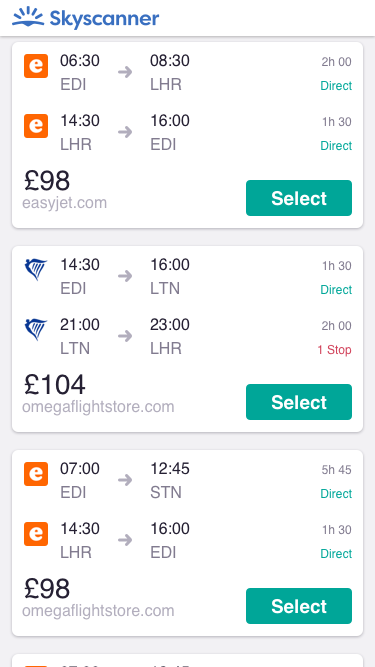 Skyscanner
06:30 08:30 2h 00
EDI LHR Direct
14:30 16:00 1h 30
LHR EDI Direct
£98
easyjet.com
Select
14:30 16:00 1h 30
EDI LTN Direct
21:00 23:00 2h 00
LTN LHR 1 Stop
£104
omegaflightstore.com
Select
07:00 12:45 5h 45
EDI STN Direct
14:30 16:00 1h 30
LHR EDI Direct
£98
omegaflightstore.com
Select